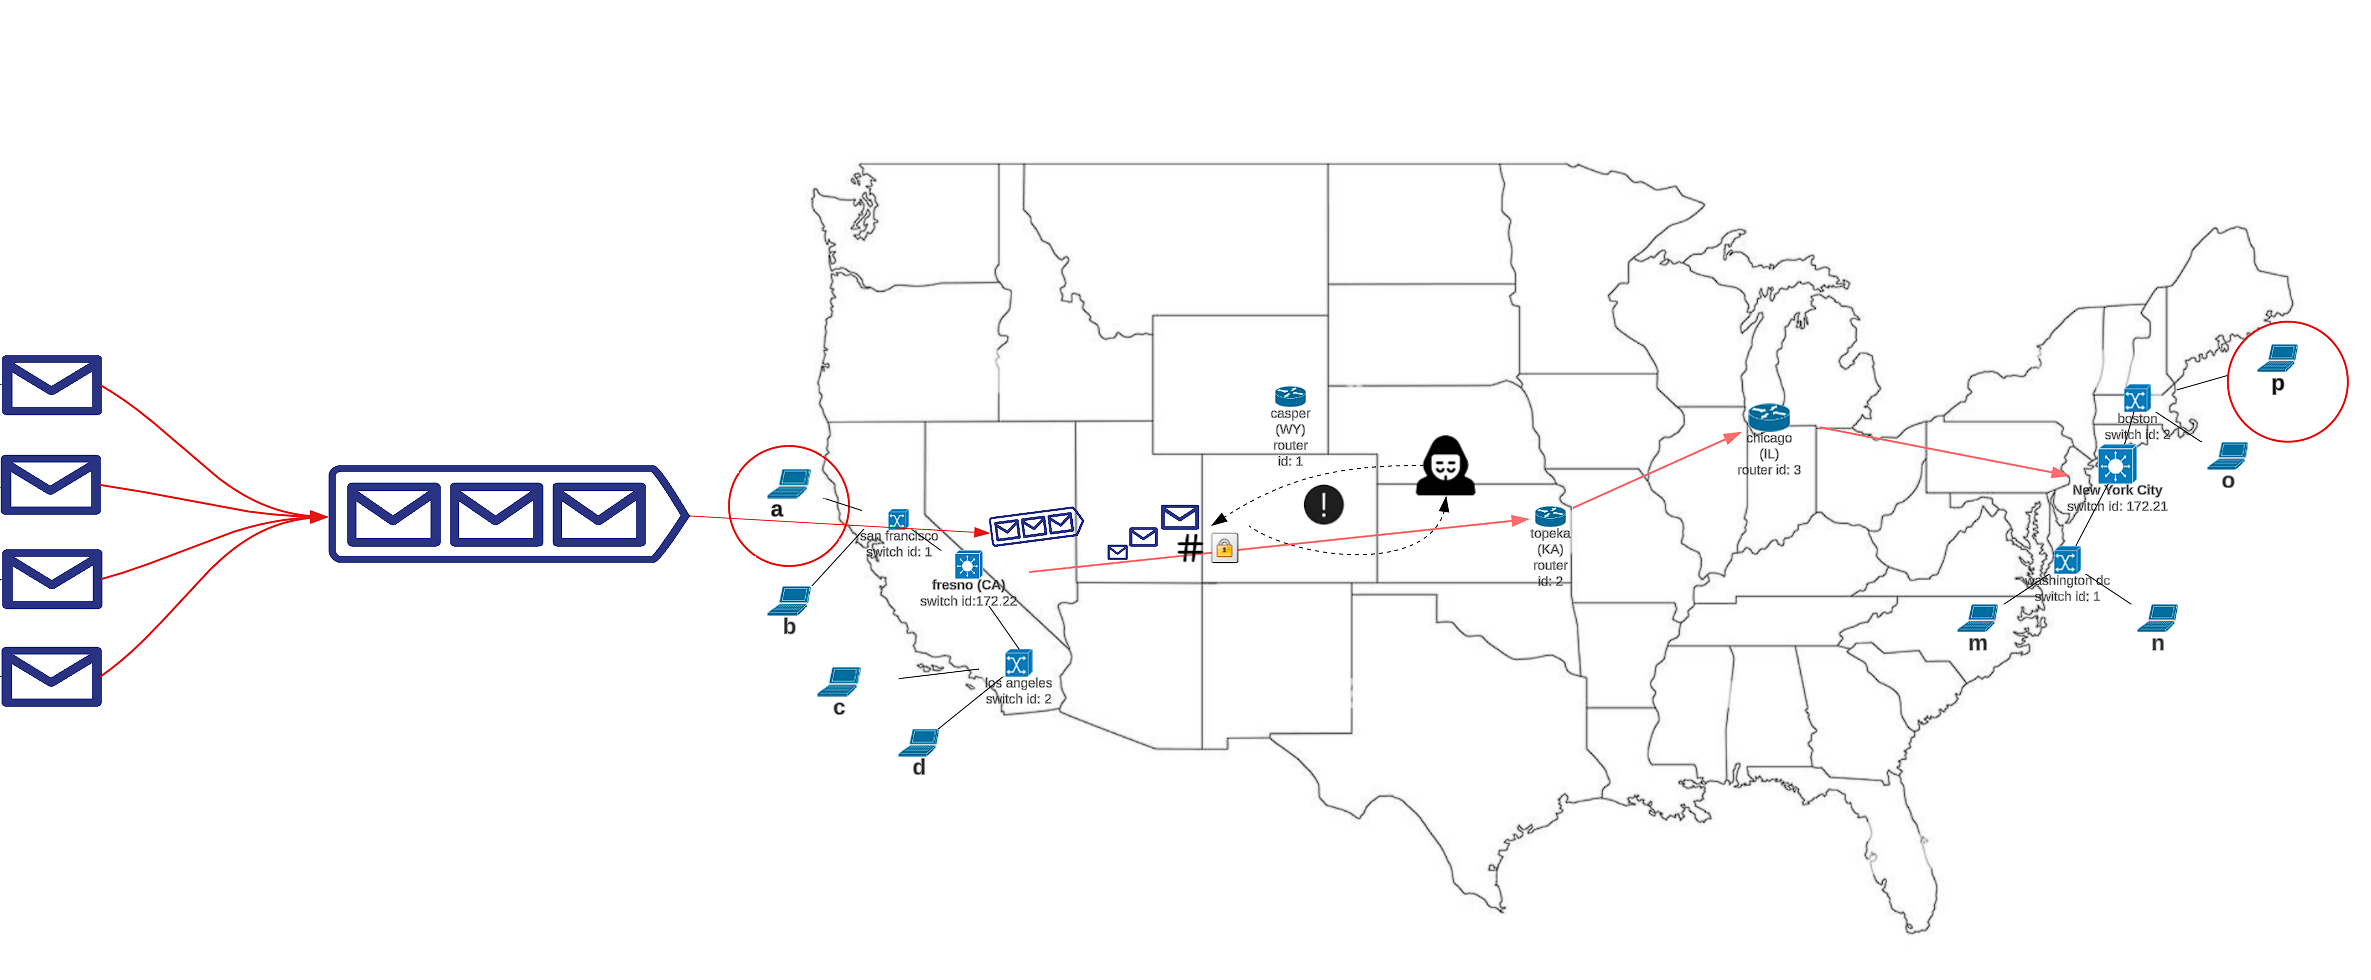 casper
(WY)
router
id: 1
chicago
(IL)
router id: 3
p
boston
switch id: 2
o
New York City
switch id: 172.21
a
!
#
san francisco
switch id: 1
topeka
(KA)
router
id: 2
fresno (CA)
switch id:172.22
washington dc
switch id: 1
b
m
n
los angeles
switch id: 2
c
d